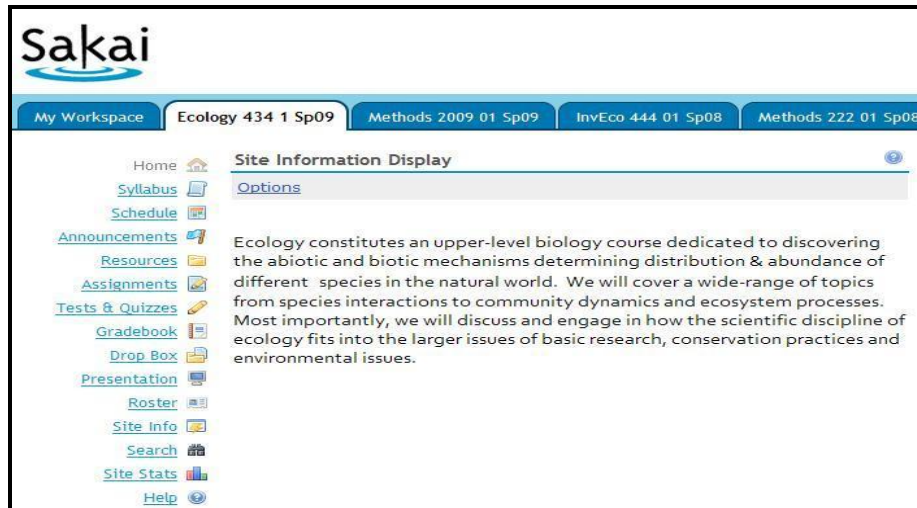 Sakai
My Workspace
Ecology 434 1 Sp09
Methods 2009 01 Sp09
InvEco 444 01 Sp08
Methods 222 01 Sp08
Home
Syllabus
Schedule
Announcements
Resources
Assignments
Tests & Quizzes
Gradebook
Drop Box
Presentation
Roster
Site Info
Search
Site Stats
Help
Site Information Display
Options
Ecology constitutes an upper-level biology course dedicated to discovering
the abiotic and biotic mechanisms determining distribution & abundance of
different species in the natural world. We will cover a wide-range of topics
from species interactions to community dynamics and ecosystem processes.
Most importantly, we will discuss and engage in how the scientific discipline of
ecology fits into the larger issues of basic research, conservation practices and
environmental issues.